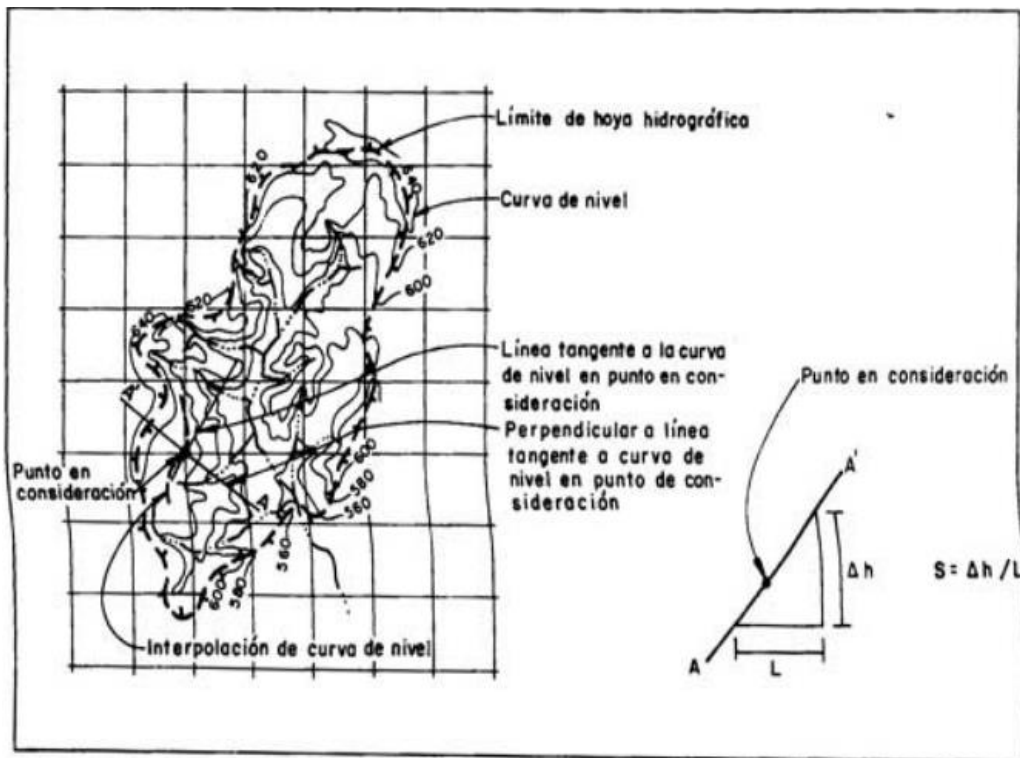 Límite de hoya hidrográfica
620
640
Curva de nivel
620
600
620
640
Línea tangente a la curva
de nivel en punto en con-
sideración
Perpendicular a línea
tangente a curva de
nivel en punto de con-
sideración
Punto en consideración
600
580
560
Punto en
consideración
A'
A
560
580
600
Interpolación de curva de nivel
A'
Δh
S = Δh/L
L
A